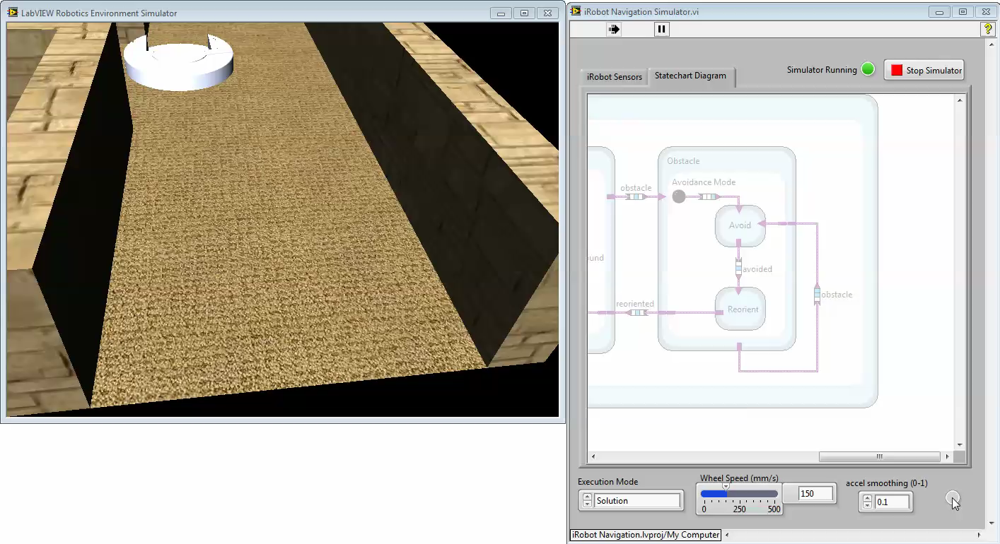 LabVIEW Robotics Environment Simulator
iRobot Navigation Simulator.vi
?
iRobot Sensors
Statechart Diagram
Simulator Running
Stop Simulator
Obstacle
Avoidance Mode
obstacle
Avoid
und
avoided
obstacle
reoriented
Reorient
Execution Mode
Solution
Wheel Speed (mm/s)
0 250 500
150
accel smoothing (0-1)
0.1
iRobot Navigation.lvproj/My Computer